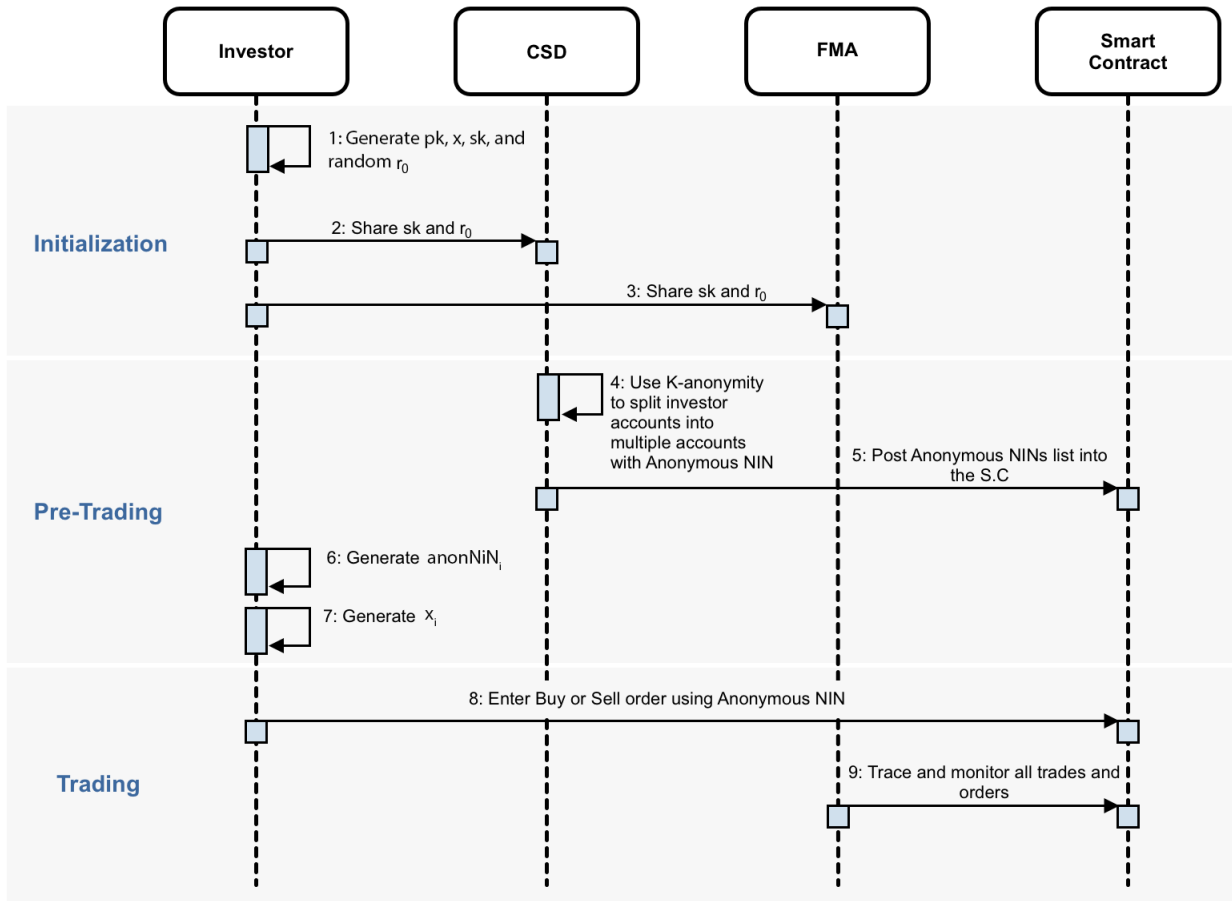 Investor
CSD
FMA
Smart
Contract
1: Generate pk, x, sk, and
random r₀
Initialization
2: Share sk and r₀
3: Share sk and r₀
4: Use K-anonymity
to split investor
accounts into
multiple accounts
with Anonymous NIN
5: Post Anonymous NINs list into
the S.C
Pre-Trading
6: Generate anonNiNᵢ
7: Generate xᵢ
8: Enter Buy or Sell order using Anonymous NIN
Trading
9: Trace and monitor all trades and
orders